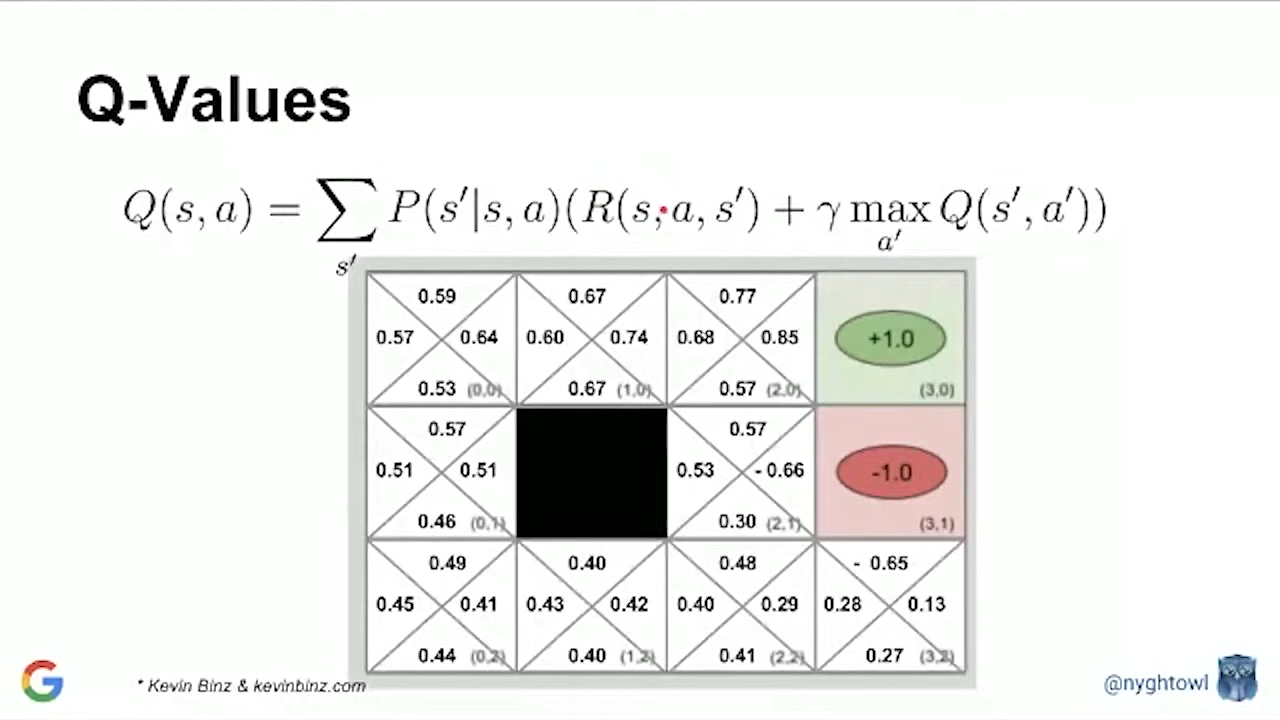 Q-Values
Q(s, a) = ∑ P(s′|s, a)(R(s, a, s′) + γ max Q(s′, a′))
s′ a′
0.59 0.67 0.77
0.57 0.64 0.60 0.74 0.68 0.85 +1.0
0.53 (0,0) 0.67 (1,0) 0.57 (2,0) (3,0)
0.57 0.57
0.51 0.51 0.53 - 0.66 -1.0
0.46 (0,1) 0.30 (2,1) (3,1)
0.49 0.40 0.48 - 0.65
0.45 0.41 0.43 0.42 0.40 0.29 0.28 0.13
0.44 (0,2) 0.40 (1,2) 0.41 (2,2) 0.27 (3,2)
G * Kevin Binz & kevinbinz.com @nyghtowl